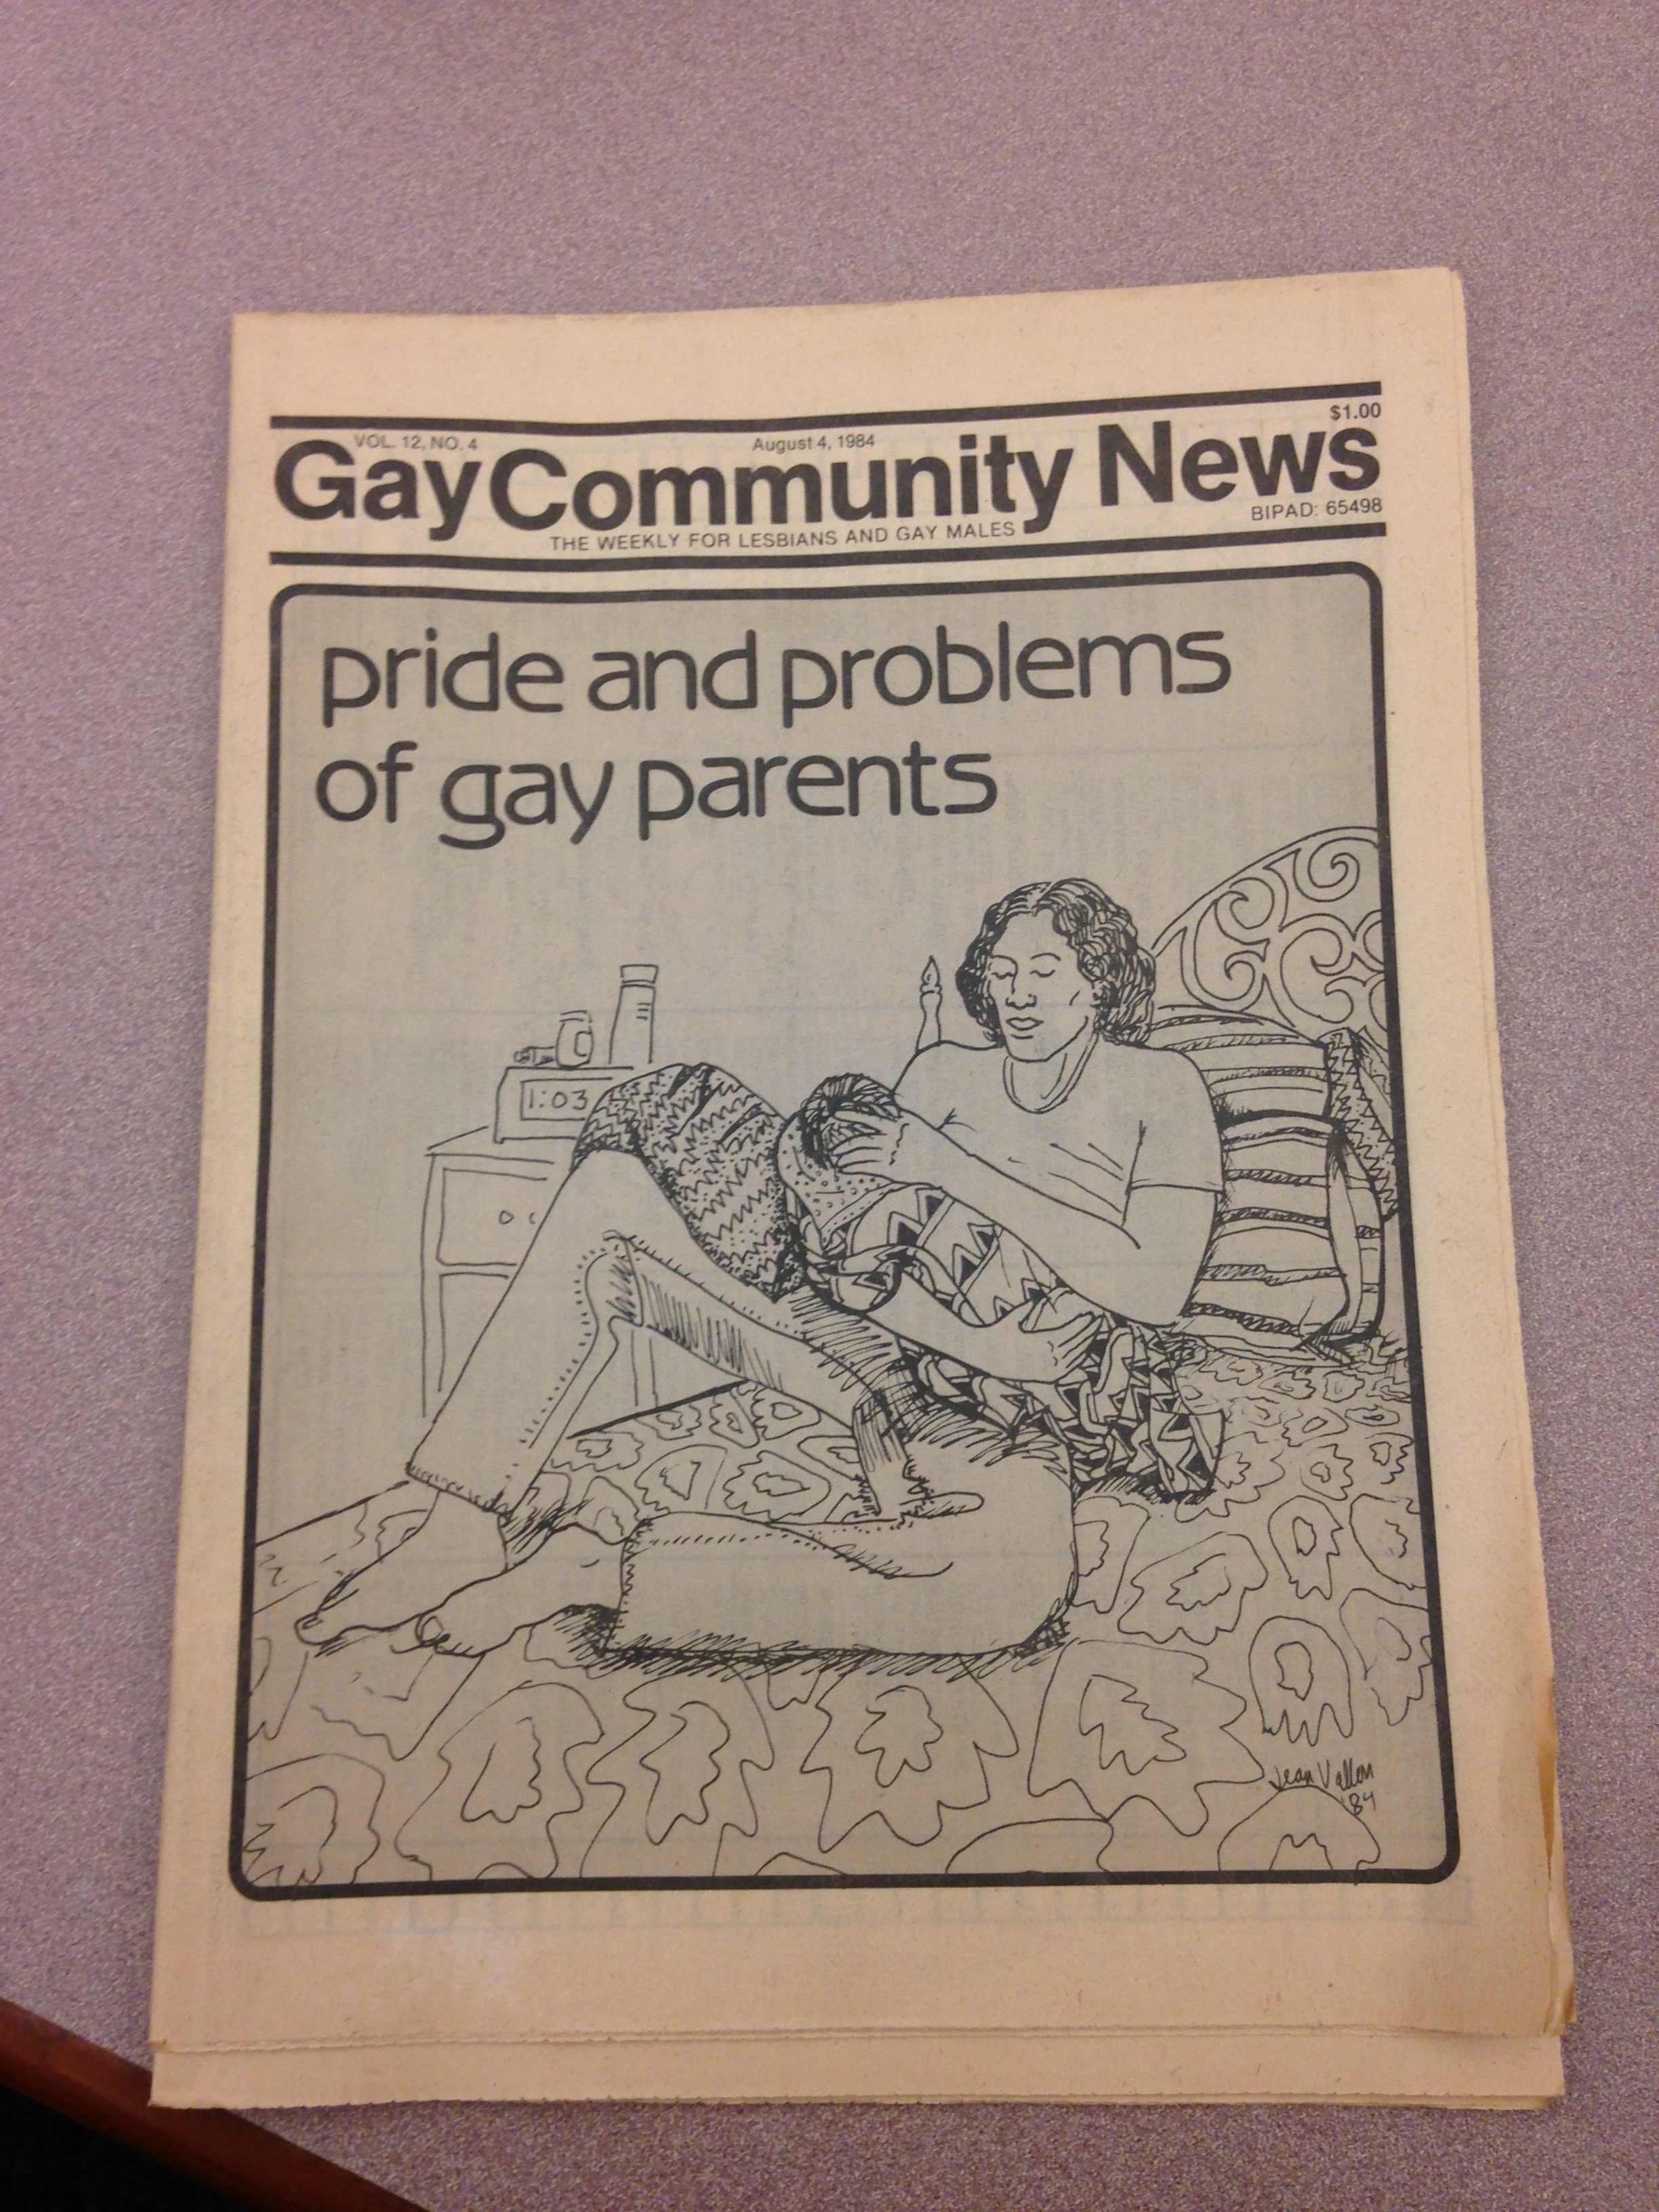 $1.00
VOL. 12, NO. 4 August 4, 1984
Gay Community News
BIPAD: 65498
THE WEEKLY FOR LESBIANS AND GAY MALES
pride and problems
of gay parents
1:03
Jean Vallon
'84